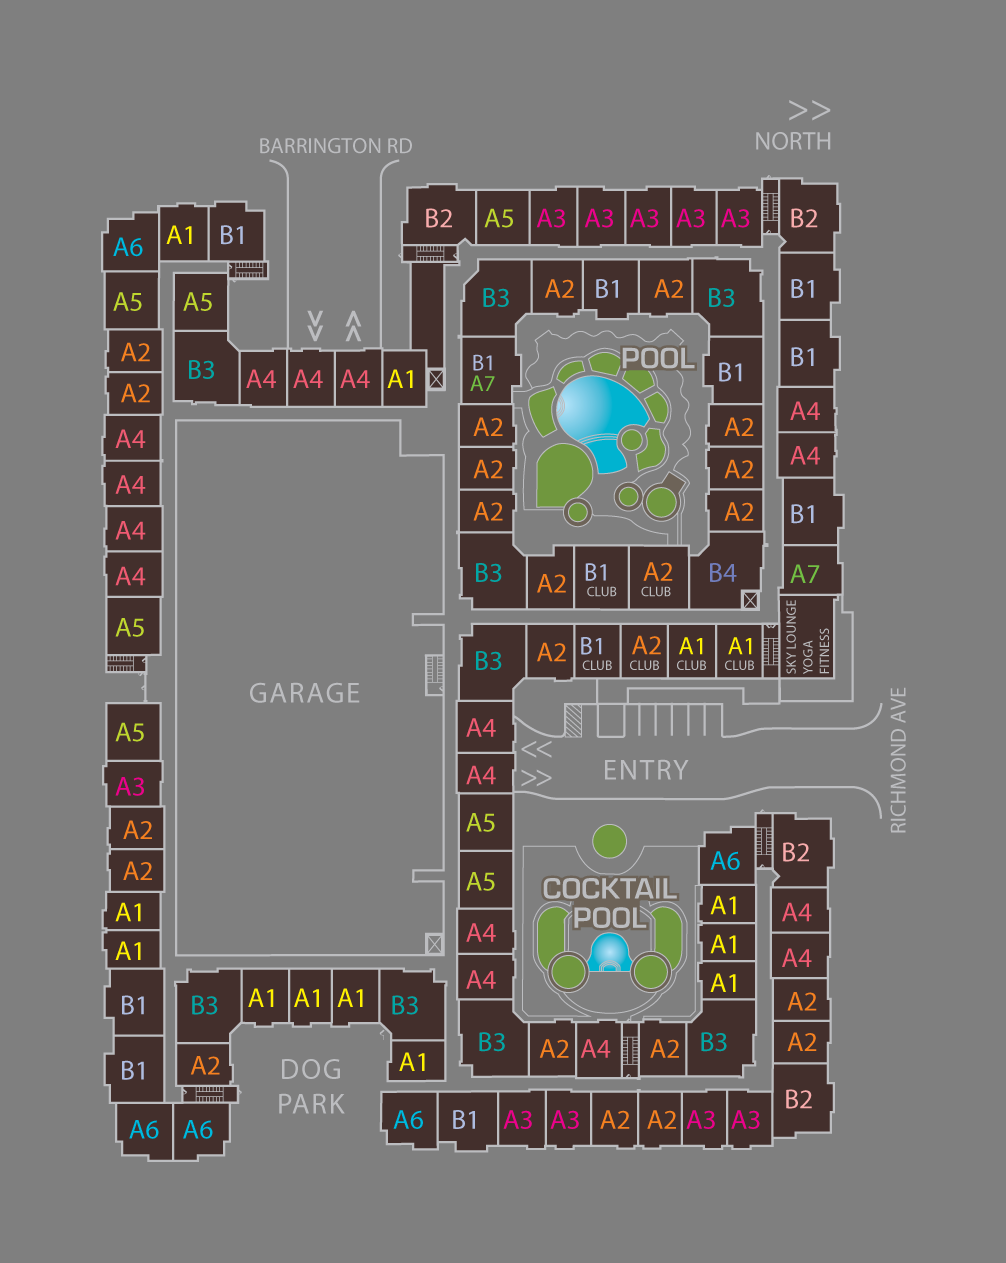 >>
NORTH
BARRINGTON RD
A6 A1 B1
B2 A5 A3 A3 A3 A3 A3 B2
A5 A5
B3 A2 B1 A2 B3 B1
A2 B3 A4 A4 A4 A1
POOL
B1 B1 B1
A7
A2
A4 A2 A2 A4
A4 A2 A2 A4
A4 A2 A2 B1
A4 B3 A2 B1 A2 B4 A7
CLUB CLUB
A5 B3 A2 B1 A2 A1 A1
CLUB CLUB CLUB CLUB
SKY LOUNGE
YOGA
FITNESS
GARAGE
A5 A4
<<
RICHMOND AVE
ENTRY
A3 A4 >>
A2 A5
A6 B2
A2 A5
COCKTAIL
POOL
A1 A1 A4
A1 A4 A1 A4
B1 A4 A1 A2
B3 A1 A1 A1 B3
B1 A2 A1 B3 A2 A4 A2 B3 A2
DOG
PARK
B2
A6 A6 A6 B1 A3 A3 A2 A2 A3 A3